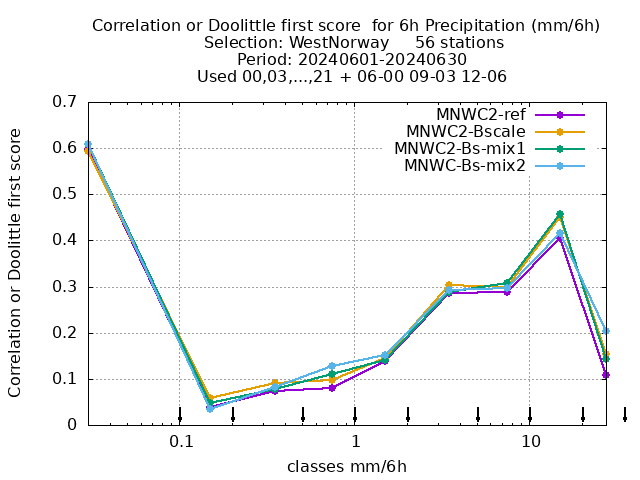 Correlation or Doolittle first score  for 6h Precipitation (mm/6h)
Selection: WestNorway     56 stations
Period: 20240601-20240630
Used 00,03,...,21 + 06-00 09-03 12-06
MNWC2-ref
MNWC2-Bscale
MNWC2-Bs-mix1
MNWC-Bs-mix2
Correlation or Doolittle first score
0.7
0.6
0.5
0.4
0.3
0.2
0.1
0
0.1
1
10
classes mm/6h